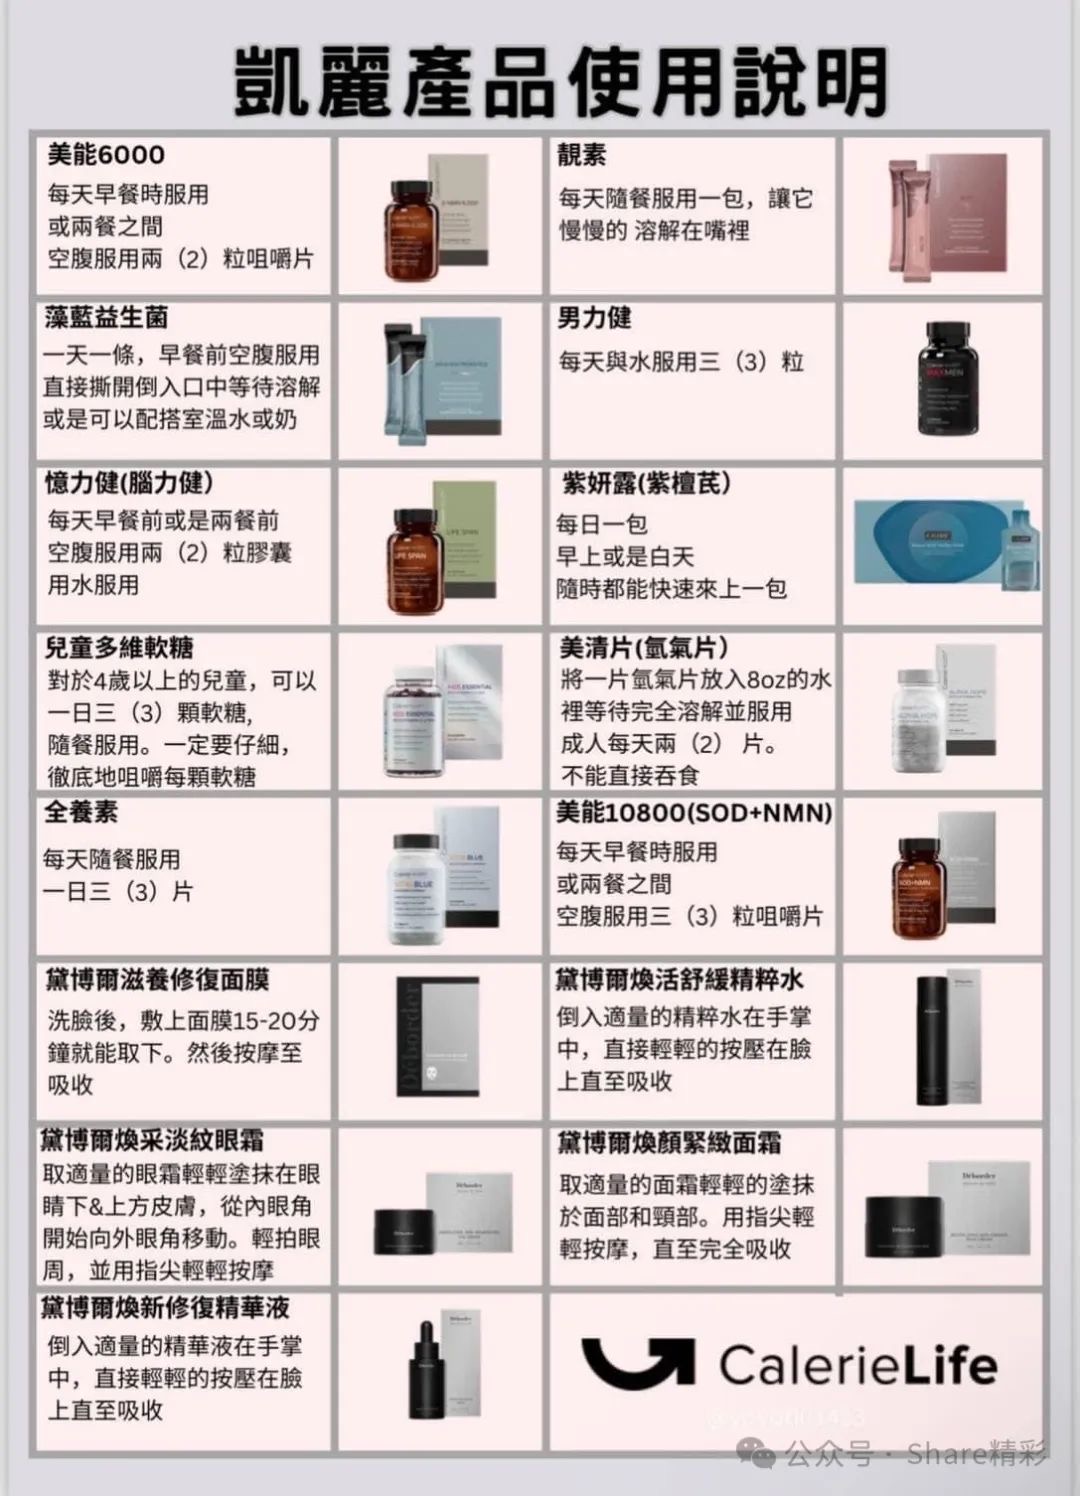 凱麗產品使用說明
美能6000
每天早餐時服用
或兩餐之間
空腹服用兩（2）粒咀嚼片
靚素
每天隨餐服用一包，讓它
慢慢的 溶解在嘴裡
藻藍益生菌
一天一條，早餐前空腹服用
直接撕開倒入口中等待溶解
或是可以配搭室溫水或奶
男力健
每天與水服用三（3）粒
憶力健(腦力健）
每天早餐前或是兩餐前
空腹服用兩（2）粒膠囊
用水服用
LIFE SPAN
LIFE SPAN
紫妍露(紫檀芪）
每日一包
早上或是白天
隨時都能快速來上一包
兒童多維軟糖
對於4歲以上的兒童，可以
一日三（3）顆軟糖,
隨餐服用。一定要仔細，
徹底地咀嚼每顆軟糖
美清片(氫氣片）
將一片氫氣片放入8oz的水
裡等待完全溶解並服用
成人每天兩（2） 片。
不能直接吞食
全養素
每天隨餐服用
一日三（3）片
美能10800(SOD+NMN)
每天早餐時服用
或兩餐之間
空腹服用三（3）粒咀嚼片
SOD+NMN
黛博爾滋養修復面膜
洗臉後，敷上面膜15-20分
鐘就能取下。然後按摩至
吸收
Déborder
黛博爾煥活舒緩精粹水
倒入適量的精粹水在手掌
中，直接輕輕的按壓在臉
上直至吸收
黛博爾煥采淡紋眼霜
取適量的眼霜輕輕塗抹在眼
睛下&上方皮膚，從內眼角
開始向外眼角移動。輕拍眼
周，並用指尖輕輕按摩
Déborder
黛博爾煥顏緊緻面霜
取適量的面霜輕輕的塗抹
於面部和頸部。用指尖輕
輕按摩，直至完全吸收
Déborder
Déborder
黛博爾煥新修復精華液
倒入適量的精華液在手掌
中，直接輕輕的按壓在臉
上直至吸收
CalerieLife
公众号 · Share精彩